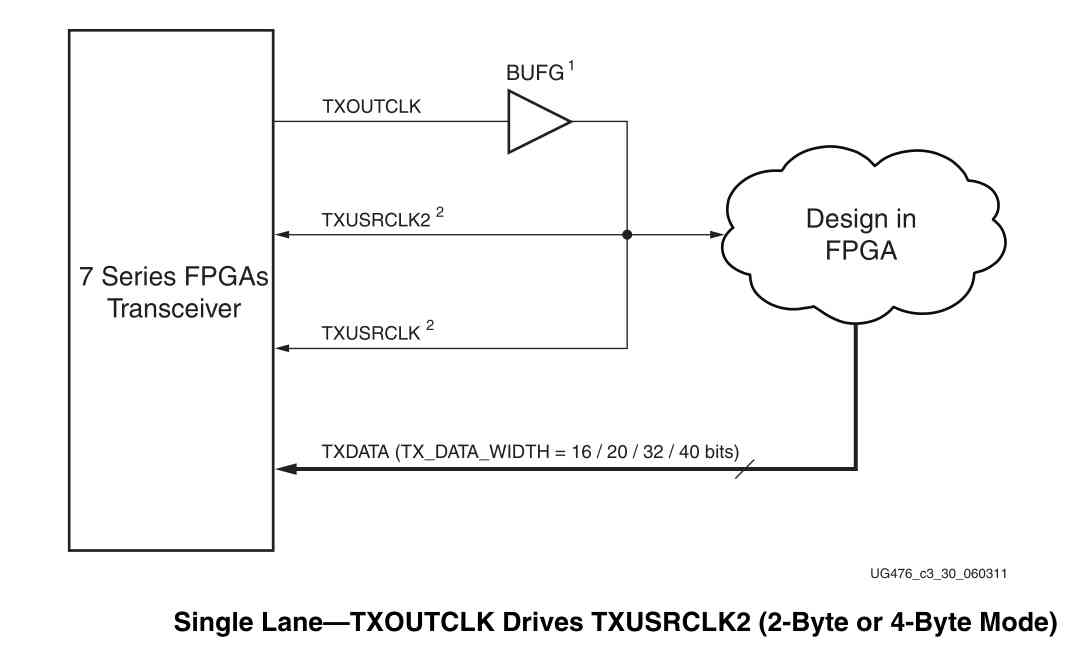 BUFG 1
TXOUTCLK
TXUSRCLK2 2
Design in
FPGA
7 Series FPGAs
Transceiver
TXUSRCLK 2
TXDATA (TX_DATA_WIDTH = 16 / 20 / 32 / 40 bits)
UG476_c3_30_060311
Single Lane—TXOUTCLK Drives TXUSRCLK2 (2-Byte or 4-Byte Mode)